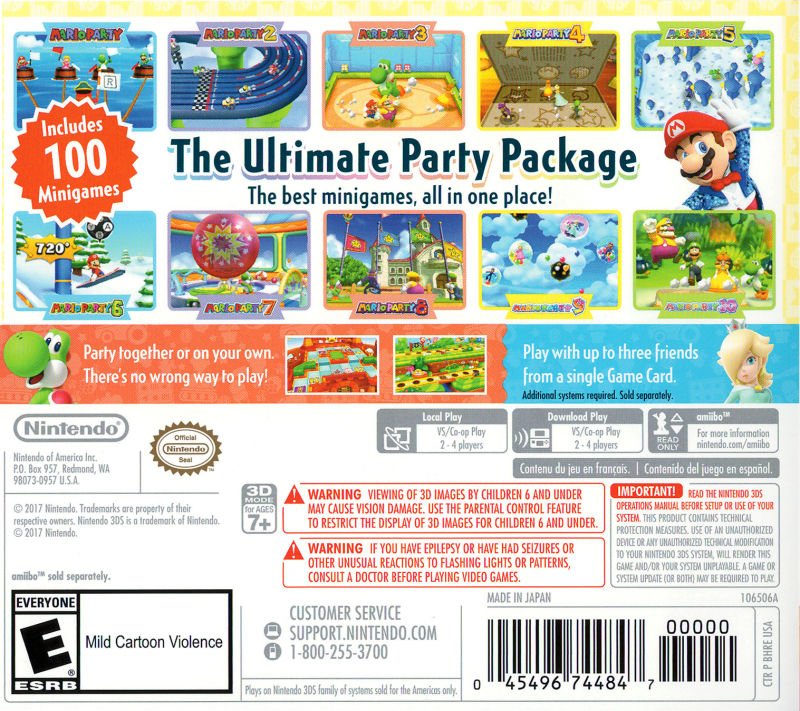 MARIO PARTY
MARIO PARTY 2
MARIO PARTY 3
MARIO PARTY 4
MARIO PARTY 5
R
Includes
100
Minigames
The Ultimate Party Package
The best minigames, all in one place!
B
A
720°
MARIO PARTY 6
MARIO PARTY 7
MARIO PARTY 8
MARIO PARTY 9
MARIO PARTY 10
Party together or on your own.
There's no wrong way to play!
Play with up to three friends
from a single Game Card.
Additional systems required. Sold separately.
Nintendo®
Nintendo of America Inc.
P.O. Box 957, Redmond, WA
98073-0957 U.S.A.
Official
Nintendo
Seal
Local Play
VS/Co-op Play
2 - 4 players
Download Play
VS/Co-op Play
2 - 4 players
READ
ONLY
amiibo™
For more information
nintendo.com/amiibo
Contenu du jeu en français. | Contenido del juego en español.
© 2017 Nintendo. Trademarks are property of their
respective owners. Nintendo 3DS is a trademark of Nintendo.
© 2017 Nintendo.
amiibo™ sold separately.
3D
MODE
for AGES
7+
WARNING VIEWING OF 3D IMAGES BY CHILDREN 6 AND UNDER
MAY CAUSE VISION DAMAGE. USE THE PARENTAL CONTROL FEATURE
TO RESTRICT THE DISPLAY OF 3D IMAGES FOR CHILDREN 6 AND UNDER.
WARNING IF YOU HAVE EPILEPSY OR HAVE HAD SEIZURES OR
OTHER UNUSUAL REACTIONS TO FLASHING LIGHTS OR PATTERNS,
CONSULT A DOCTOR BEFORE PLAYING VIDEO GAMES.
IMPORTANT! READ THE NINTENDO 3DS
OPERATIONS MANUAL BEFORE SETUP OR USE OF YOUR
SYSTEM. THIS PRODUCT CONTAINS TECHNICAL
PROTECTION MEASURES. USE OF AN UNAUTHORIZED
DEVICE OR ANY UNAUTHORIZED TECHNICAL MODIFICATION
TO YOUR NINTENDO 3DS SYSTEM, WILL RENDER THIS
GAME AND/OR YOUR SYSTEM UNPLAYABLE. A GAME OR
SYSTEM UPDATE (OR BOTH) MAY BE REQUIRED TO PLAY.
MADE IN JAPAN
106506A
EVERYONE
E
®
ESRB
Mild Cartoon Violence
CUSTOMER SERVICE
SUPPORT.NINTENDO.COM
1-800-255-3700
Plays on Nintendo 3DS family of systems sold for the Americas only.
00000
0 45496 74484 7
CTR P BHRE USA